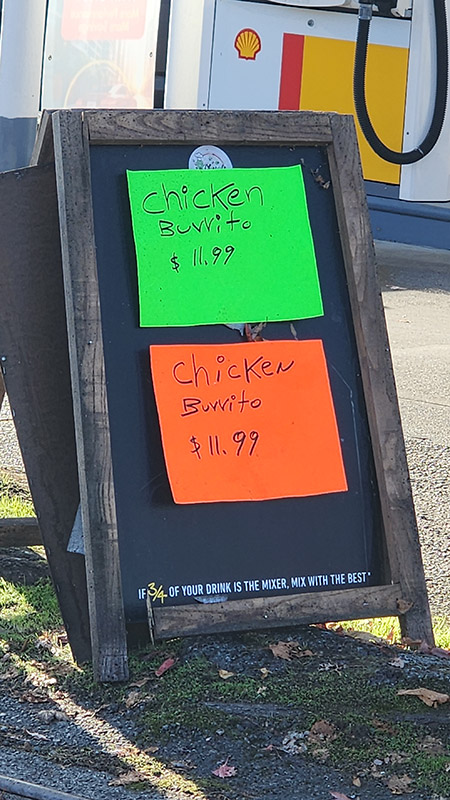 Chicken
Burrito
$ 11.99
Chicken
Burrito
$11.99
IF 3/4 OF YOUR DRINK IS THE MIXER, MIX WITH THE BEST